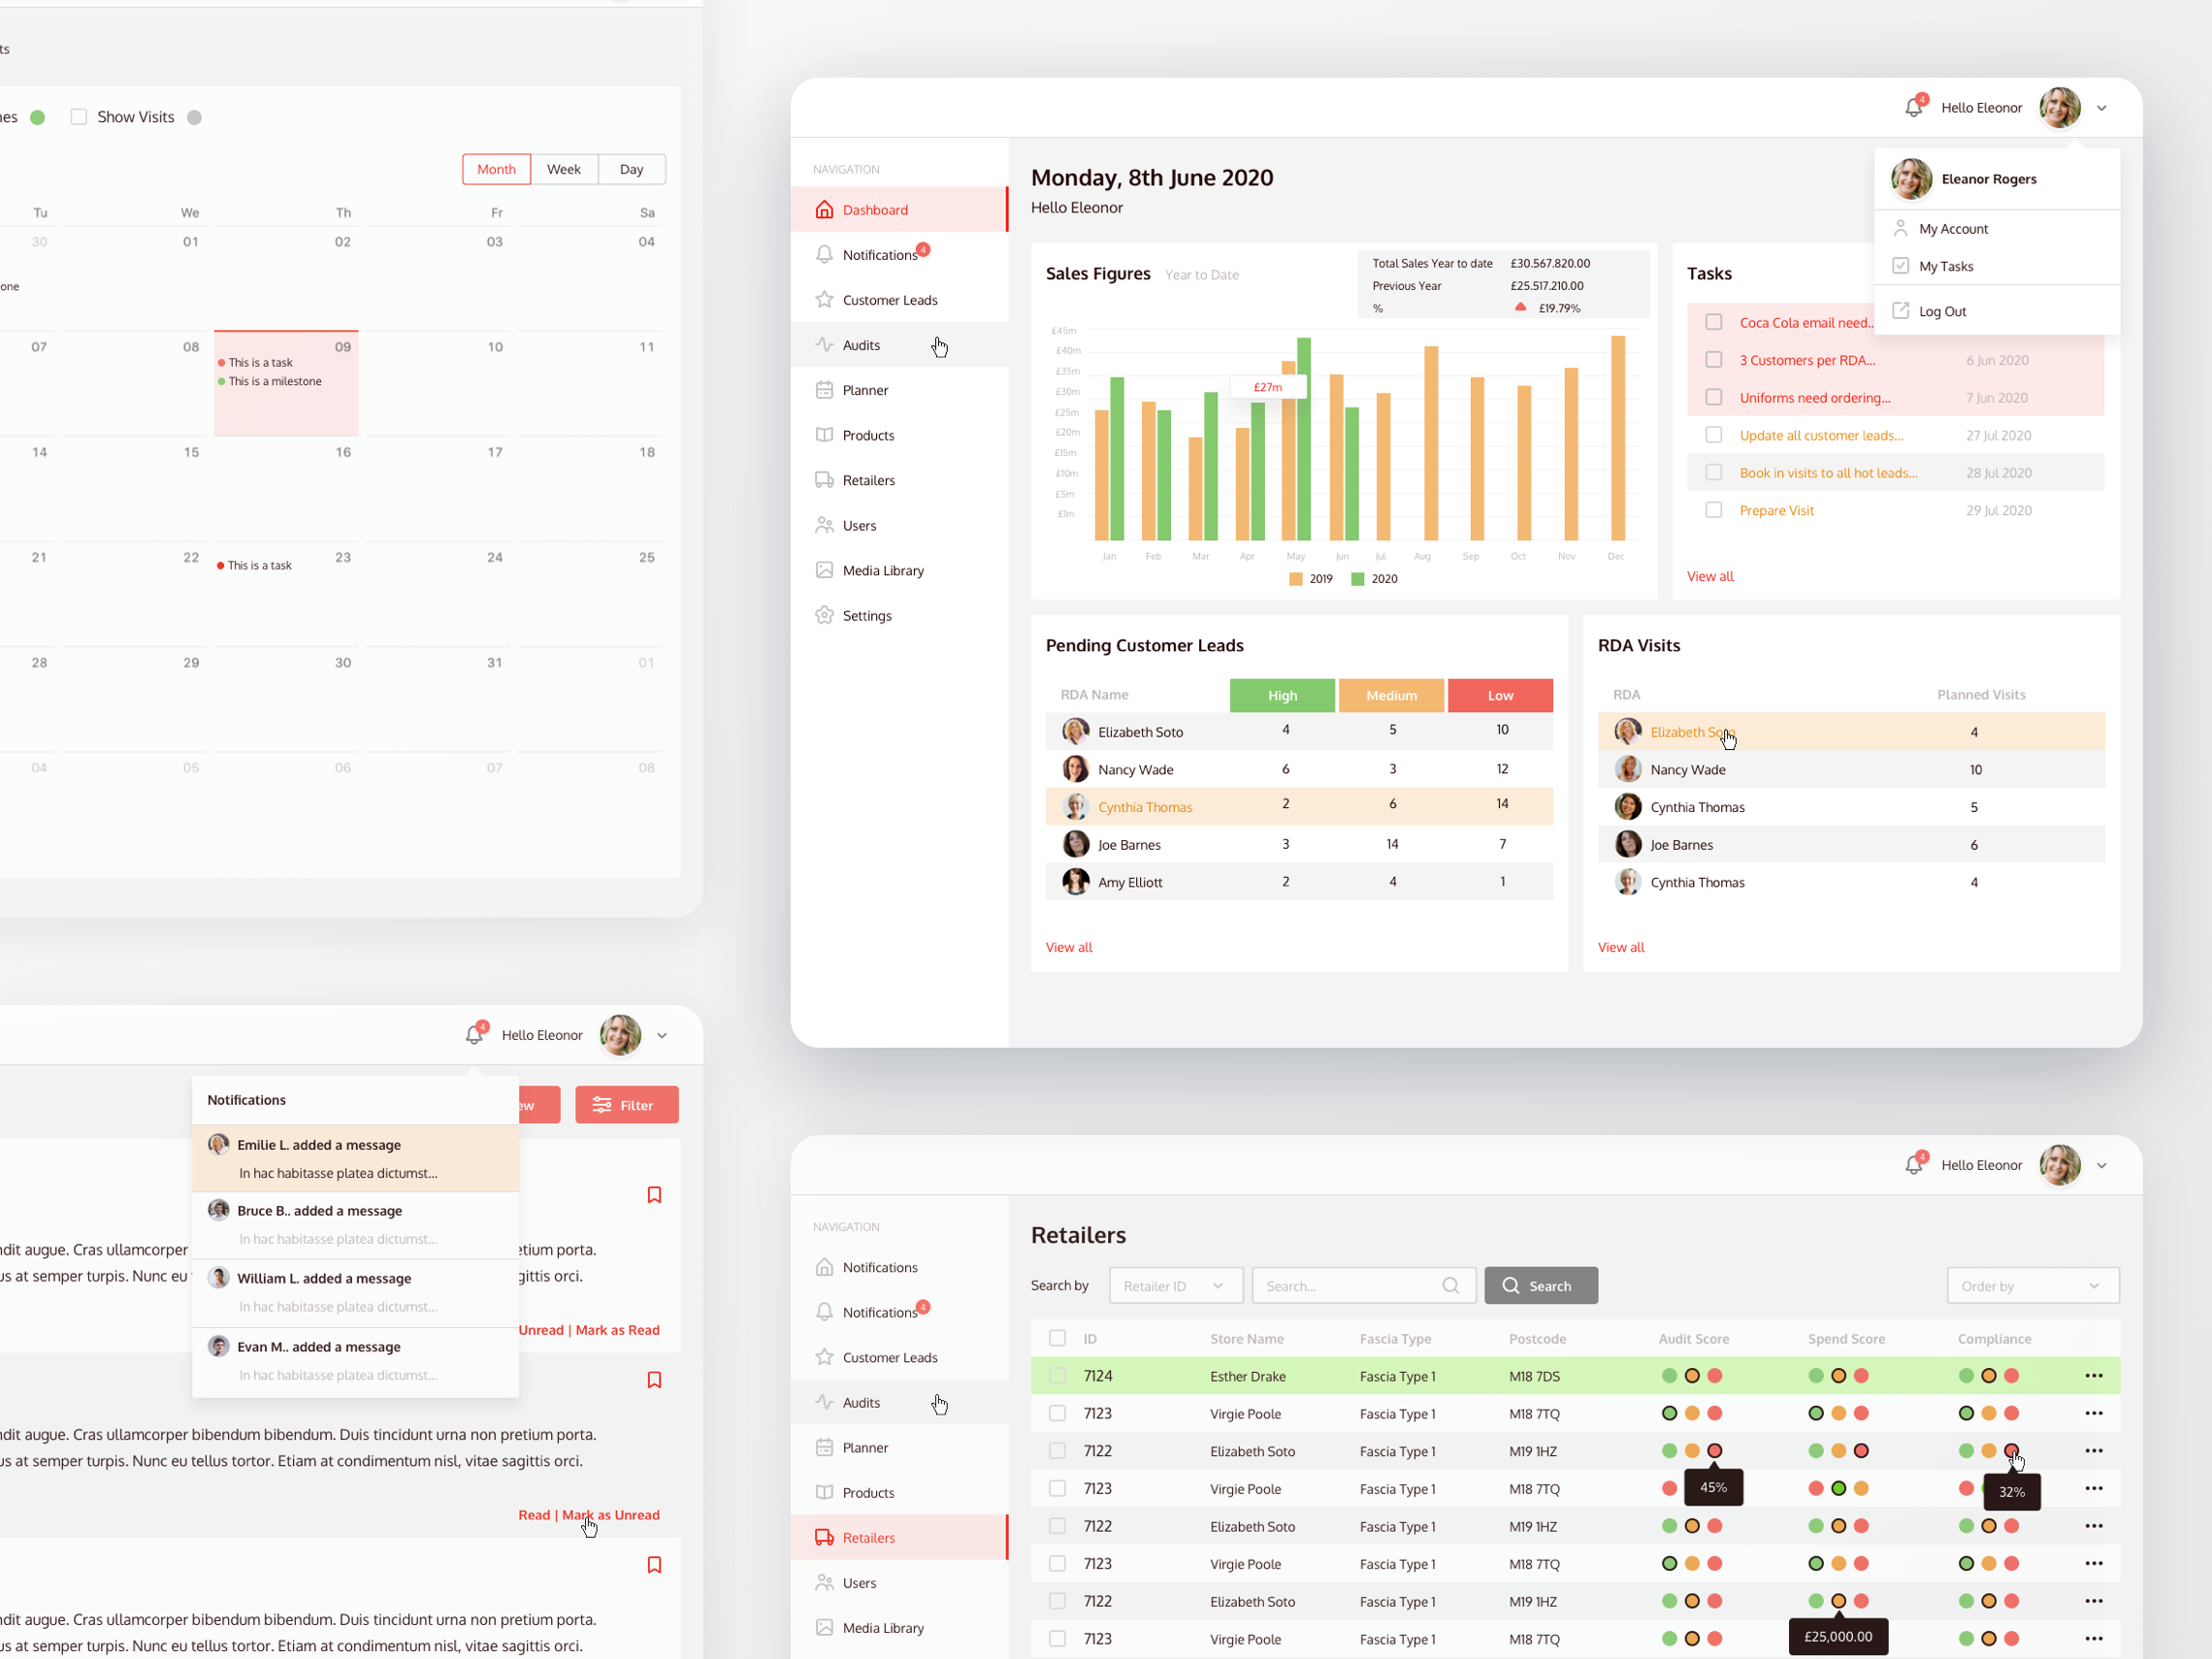 ts
nes
Show Visits
Month Week Day
Tu We Th Fr Sa
30 01 02 03 04
one
07 08 09 10 11
This is a task
This is a milestone
14 15 16 17 18
21 22 23 24 25
This is a task
28 29 30 31 01
04 05 06 07 08
4
Hello Eleonor
NAVIGATION
Dashboard
Notifications 4
Customer Leads
Audits
Planner
Products
Retailers
Users
Media Library
Settings
Monday, 8th June 2020
Hello Eleonor
Eleanor Rogers
My Account
My Tasks
Log Out
Sales Figures Year to Date
Total Sales Year to date £30.567.820.00
Previous Year £25.517.210.00
% £19.79%
£45m
£40m
£35m
£30m
£25m
£20m
£15m
£10m
£5m
£1m
£27m
Jan Feb Mar Apr May Jun Jul Aug Sep Oct Nov Dec
2019 2020
Tasks
Coca Cola email need...
3 Customers per RDA... 6 Jun 2020
Uniforms need ordering... 7 Jun 2020
Update all customer leads... 27 Jul 2020
Book in visits to all hot leads... 28 Jul 2020
Prepare Visit 29 Jul 2020
View all
Pending Customer Leads
RDA Name High Medium Low
Elizabeth Soto 4 5 10
Nancy Wade 6 3 12
Cynthia Thomas 2 6 14
Joe Barnes 3 14 7
Amy Elliott 2 4 1
View all
RDA Visits
RDA Planned Visits
Elizabeth Soto 4
Nancy Wade 10
Cynthia Thomas 5
Joe Barnes 6
Cynthia Thomas 4
View all
4
Hello Eleonor
ew
Filter
Notifications
Emilie L. added a message
In hac habitasse platea dictumst...
Bruce B.. added a message
In hac habitasse platea dictumst...
William L. added a message
In hac habitasse platea dictumst...
Evan M.. added a message
In hac habitasse platea dictumst...
ndit augue. Cras ullamcorper etium porta.
us at semper turpis. Nunc eu gittis orci.
Unread | Mark as Read
ndit augue. Cras ullamcorper bibendum bibendum. Duis tincidunt urna non pretium porta.
us at semper turpis. Nunc eu tellus tortor. Etiam at condimentum nisl, vitae sagittis orci.
Read | Mark as Unread
ndit augue. Cras ullamcorper bibendum bibendum. Duis tincidunt urna non pretium porta.
us at semper turpis. Nunc eu tellus tortor. Etiam at condimentum nisl, vitae sagittis orci.
4
Hello Eleonor
NAVIGATION
Notifications
Notifications 4
Customer Leads
Audits
Planner
Products
Retailers
Users
Media Library
Retailers
Search by Retailer ID Search... Search Order by
ID Store Name Fascia Type Postcode Audit Score Spend Score Compliance
7124 Esther Drake Fascia Type 1 M18 7DS
7123 Virgie Poole Fascia Type 1 M18 7TQ
7122 Elizabeth Soto Fascia Type 1 M19 1HZ
7123 Virgie Poole Fascia Type 1 M18 7TQ
45%
32%
7122 Elizabeth Soto Fascia Type 1 M19 1HZ
7123 Virgie Poole Fascia Type 1 M18 7TQ
7122 Elizabeth Soto Fascia Type 1 M19 1HZ
7123 Virgie Poole Fascia Type 1 M18 7TQ
£25,000.00